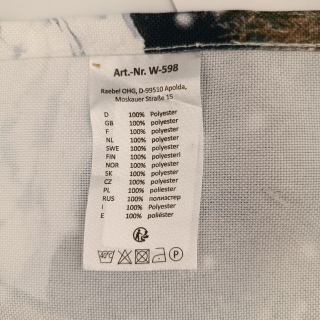 Art.-Nr. W-598
Raebel OHG, D-99510 Apolda,
Moskauer Straße 15
D 100% Polyester
GB 100% polyester
F 100% polyester
NL 100% polyester
SWE 100% polyester
FIN 100% polyesteri
NOR 100% polyester
SK 100% polyester
CZ 100% polyester
PL 100% poliester
RUS 100% полиэстер
I 100% Polyester
E 100% poliéster